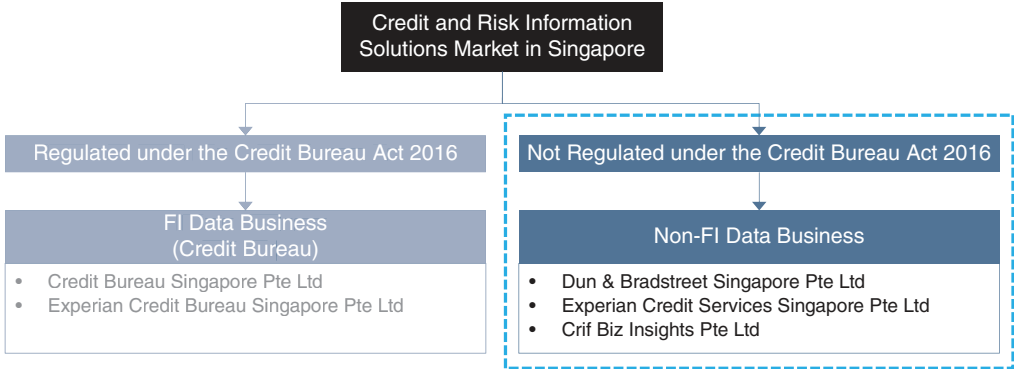 Credit and Risk Information
Solutions Market in Singapore
Regulated under the Credit Bureau Act 2016
FI Data Business
(Credit Bureau)
• Credit Bureau Singapore Pte Ltd
• Experian Credit Bureau Singapore Pte Ltd
Not Regulated under the Credit Bureau Act 2016
Non-FI Data Business
• Dun & Bradstreet Singapore Pte Ltd
• Experian Credit Services Singapore Pte Ltd
• Crif Biz Insights Pte Ltd